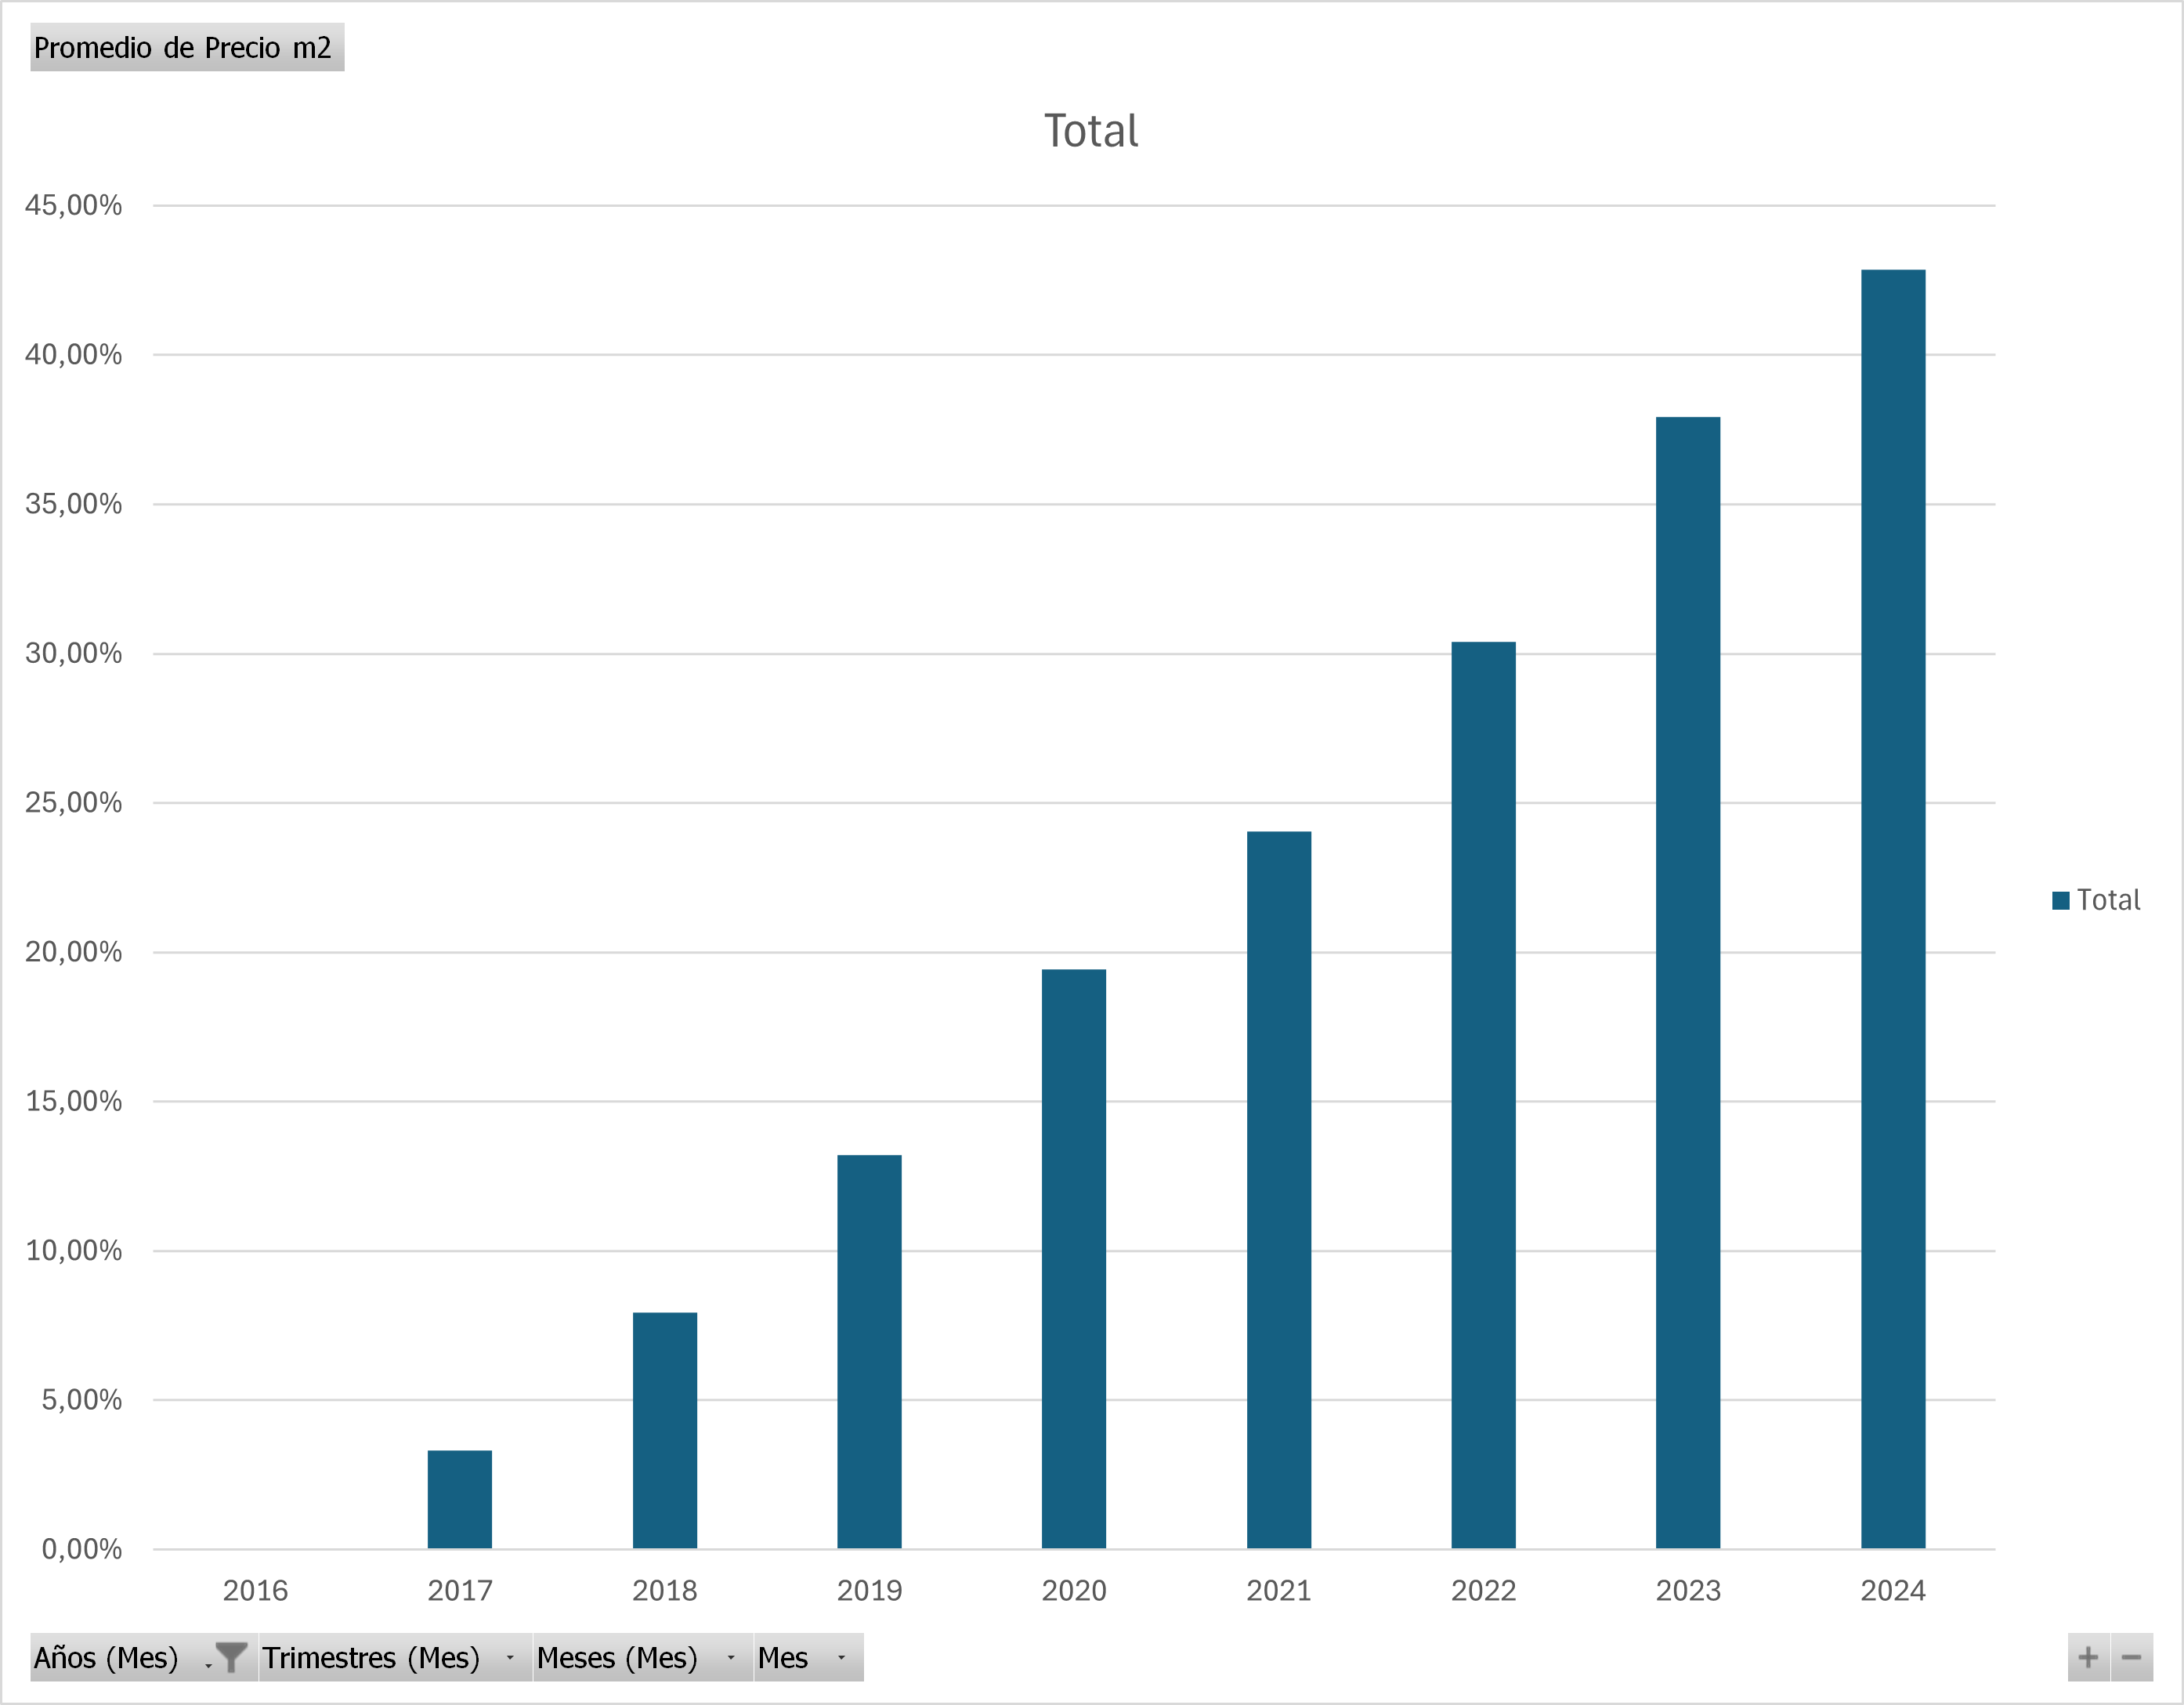 Promedio de Precio m2
Total
45,00%
40,00%
35,00%
30,00%
25,00%
20,00%
15,00%
10,00%
5,00%
0,00%
Total
2016 2017 2018 2019 2020 2021 2022 2023 2024
Años (Mes) Trimestres (Mes) Meses (Mes) Mes + −